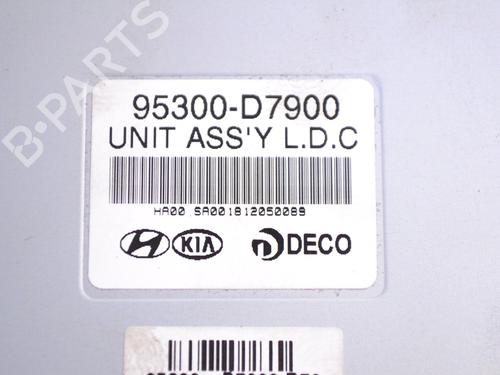 B-PARTS
95300-D7900
UNIT ASS'Y L.D.C
HA00 SA001812050089
KIA DECO